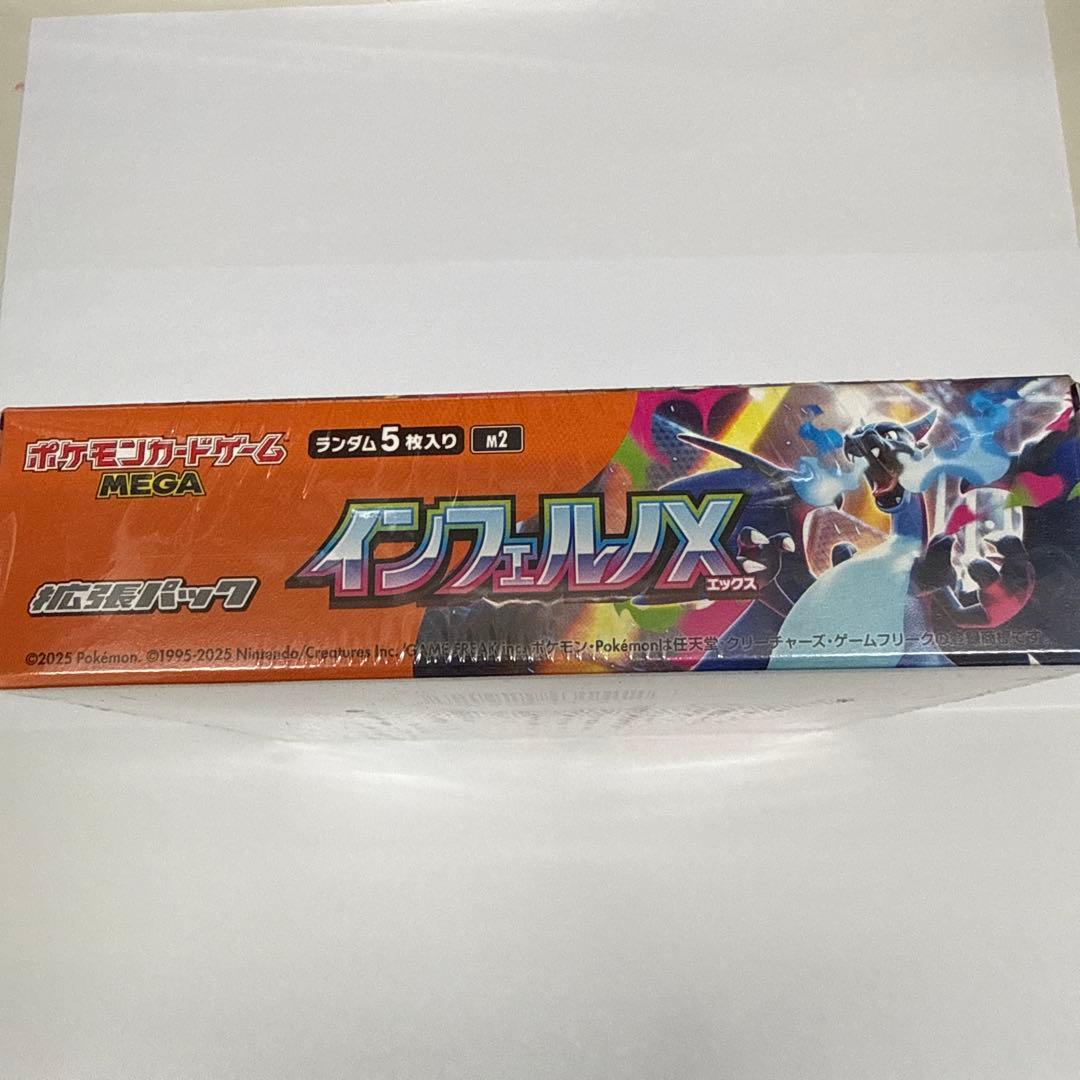 ポケモンカードゲーム
MEGA
ランダム5枚入り
M2
インフェルノX
エックス
拡張パック
©2025 Pokémon. ©1995-2025 Nintendo/Creatures Inc./GAME FREAK inc. ポケモン・Pokémonは任天堂・クリーチャーズ・ゲームフリークの登録商標です。